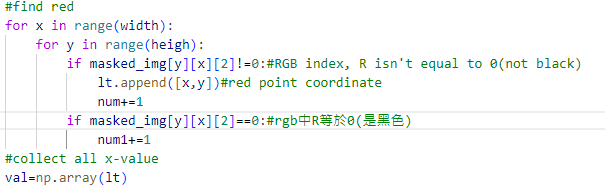 #find red
for x in range(width):
    for y in range(heigh):
        if masked_img[y][x][2]!=0:#RGB index, R isn't equal to 0(not black)
            lt.append([x,y])#red point coordinate
            num+=1
        if masked_img[y][x][2]==0:#rgb中R等於0(是黑色)
            num1+=1
#collect all x-value
val=np.array(lt)